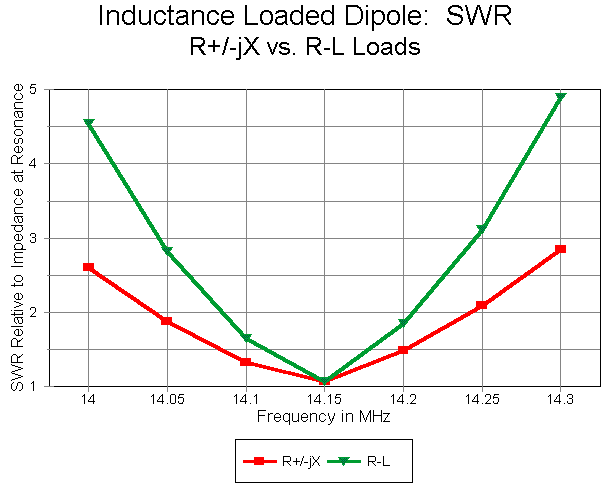 Inductance Loaded Dipole:  SWR
R+/-jX vs. R-L Loads
SWR Relative to Impedance at Resonance
5
4
3
2
1
14 14.05 14.1 14.15 14.2 14.25 14.3
Frequency in MHz
R+/-jX R-L